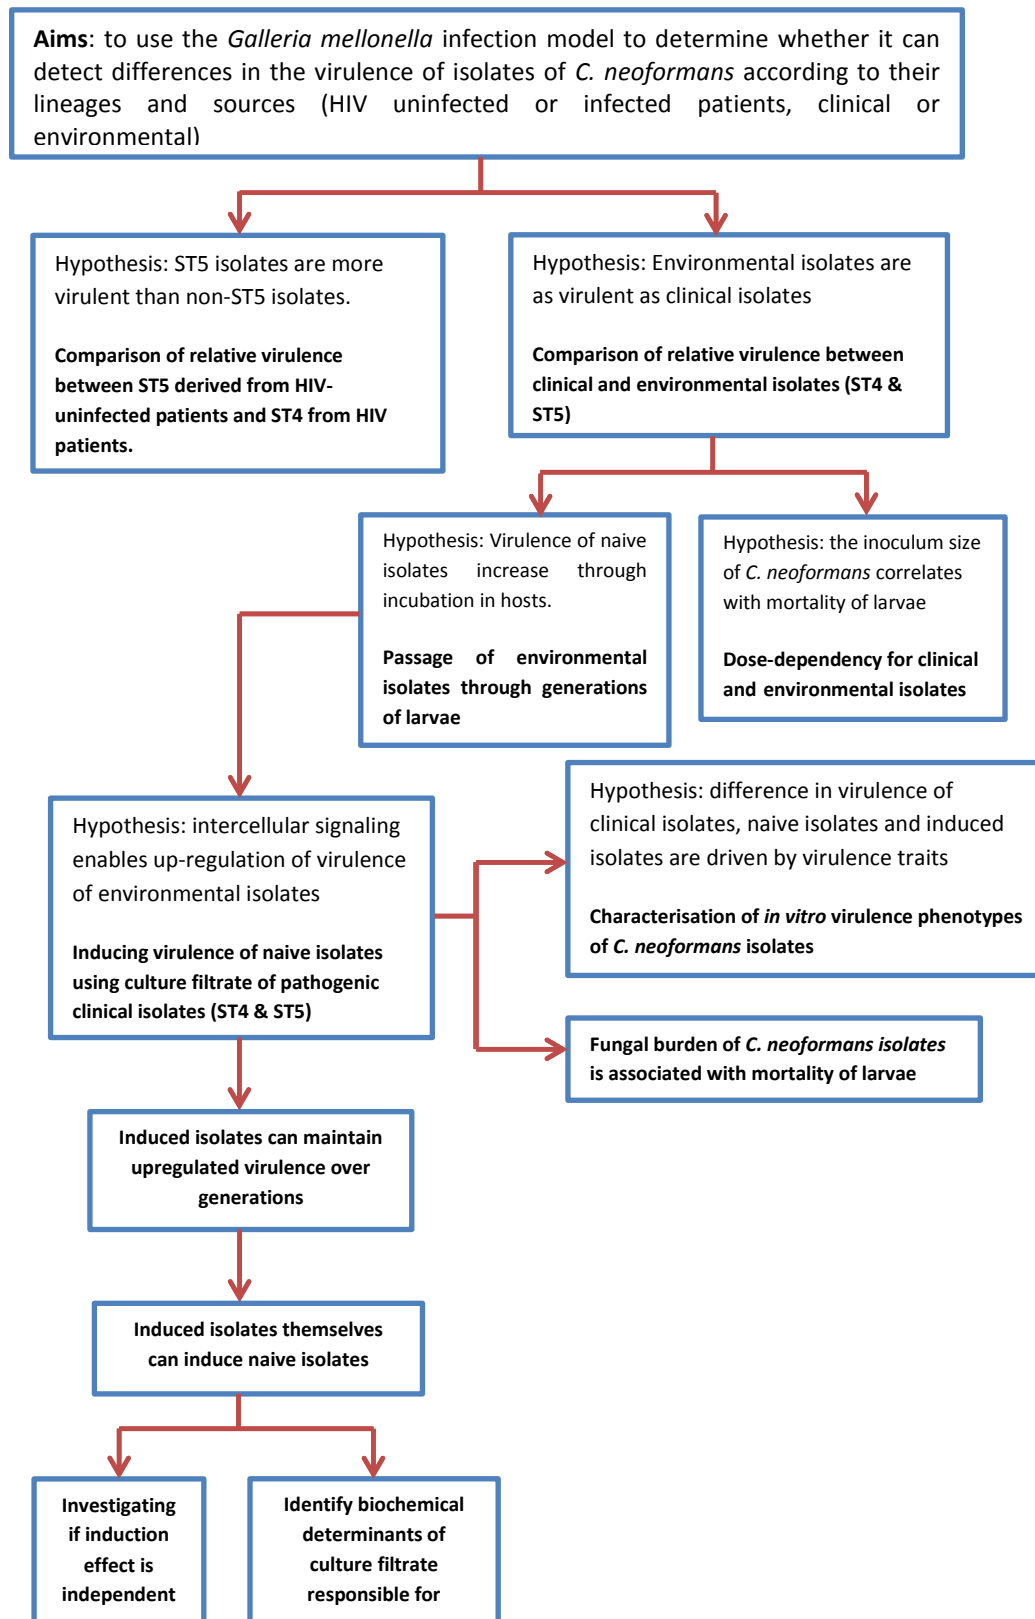 Aims: to use the Galleria mellonella infection model to determine whether it can
detect differences in the virulence of isolates of C. neoformans according to their
lineages and sources (HIV uninfected or infected patients, clinical or
environmental)
Hypothesis: ST5 isolates are more
virulent than non-ST5 isolates.
Comparison of relative virulence
between ST5 derived from HIV-
uninfected patients and ST4 from HIV
patients.
Hypothesis: Environmental isolates are
as virulent as clinical isolates
Comparison of relative virulence between
clinical and environmental isolates (ST4 &
ST5)
Hypothesis: Virulence of naive
isolates increase through
incubation in hosts.
Passage of environmental
isolates through generations
of larvae
Hypothesis: the inoculum size
of C. neoformans correlates
with mortality of larvae
Dose-dependency for clinical
and environmental isolates
Hypothesis: intercellular signaling
enables up-regulation of virulence
of environmental isolates
Inducing virulence of naive isolates
using culture filtrate of pathogenic
clinical isolates (ST4 & ST5)
Hypothesis: difference in virulence of
clinical isolates, naive isolates and induced
isolates are driven by virulence traits
Characterisation of in vitro virulence phenotypes
of C. neoformans isolates
Fungal burden of C. neoformans isolates
is associated with mortality of larvae
Induced isolates can maintain
upregulated virulence over
generations
Induced isolates themselves
can induce naive isolates
Investigating
if induction
effect is
independent
Identify biochemical
determinants of
culture filtrate
responsible for